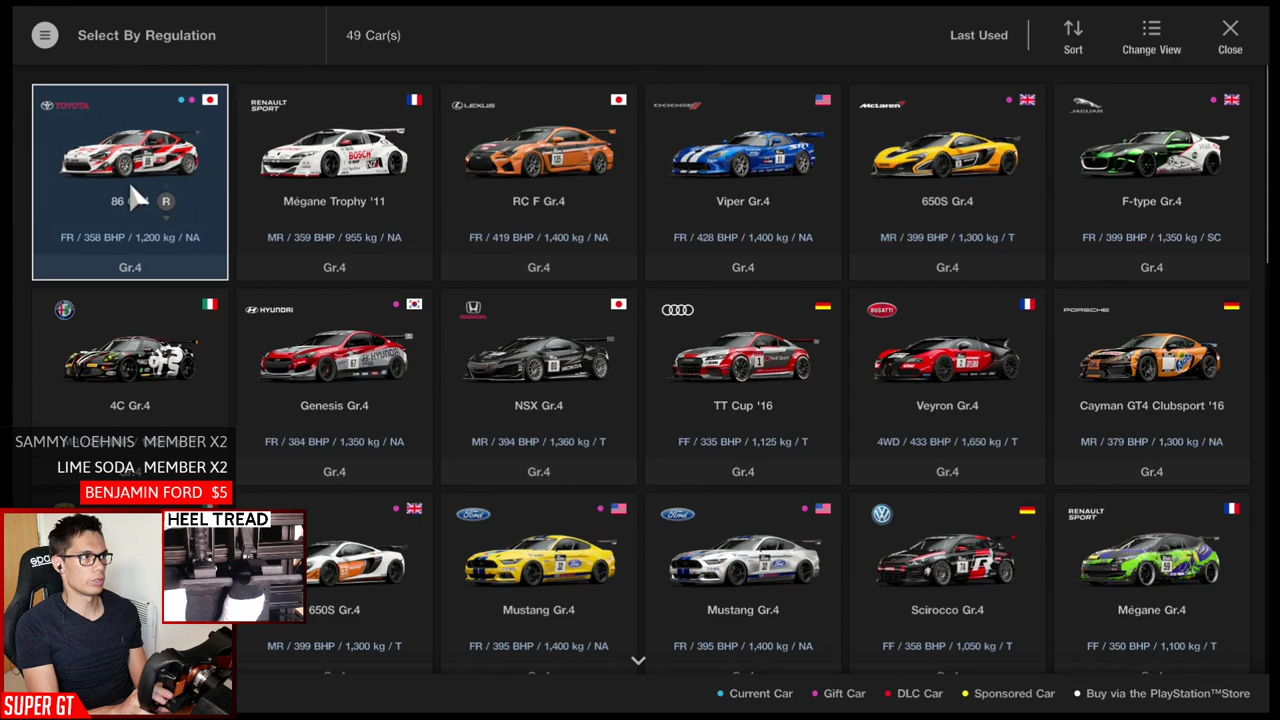 Select By Regulation
49 Car(s)
Last Used
Sort
Change View
Close
TOYOTA
86
R
FR / 358 BHP / 1,200 kg / NA
Gr.4
RENAULT SPORT
BOSCH
Mégane Trophy '11
MR / 359 BHP / 955 kg / NA
Gr.4
LEXUS
RC F Gr.4
FR / 419 BHP / 1,400 kg / NA
Gr.4
DODGE
Viper Gr.4
FR / 428 BHP / 1,400 kg / NA
Gr.4
McLaren
650S Gr.4
MR / 399 BHP / 1,300 kg / T
Gr.4
JAGUAR
F-type Gr.4
FR / 399 BHP / 1,350 kg / SC
Gr.4
4C Gr.4
HYUNDAI
Genesis Gr.4
FR / 384 BHP / 1,350 kg / NA
Gr.4
HONDA
NSX Gr.4
MR / 394 BHP / 1,360 kg / T
Gr.4
TT Cup '16
FF / 335 BHP / 1,125 kg / T
Gr.4
BUGATTI
Veyron Gr.4
4WD / 433 BHP / 1,650 kg / T
Gr.4
PORSCHE
Cayman GT4 Clubsport '16
MR / 379 BHP / 1,300 kg / NA
Gr.4
SAMMY LOEHNIS MEMBER X2
LIME SODA MEMBER X2
BENJAMIN FORD $5
HEEL TREAD
650S Gr.4
MR / 399 BHP / 1,300 kg / T
Ford
Mustang Gr.4
FR / 395 BHP / 1,400 kg / NA
Ford
Mustang Gr.4
FR / 395 BHP / 1,400 kg / NA
Scirocco Gr.4
FF / 358 BHP / 1,050 kg / T
RENAULT SPORT
Mégane Gr.4
FF / 350 BHP / 1,100 kg / T
SUPER GT
Current Car
Gift Car
DLC Car
Sponsored Car
Buy via the PlayStation™Store